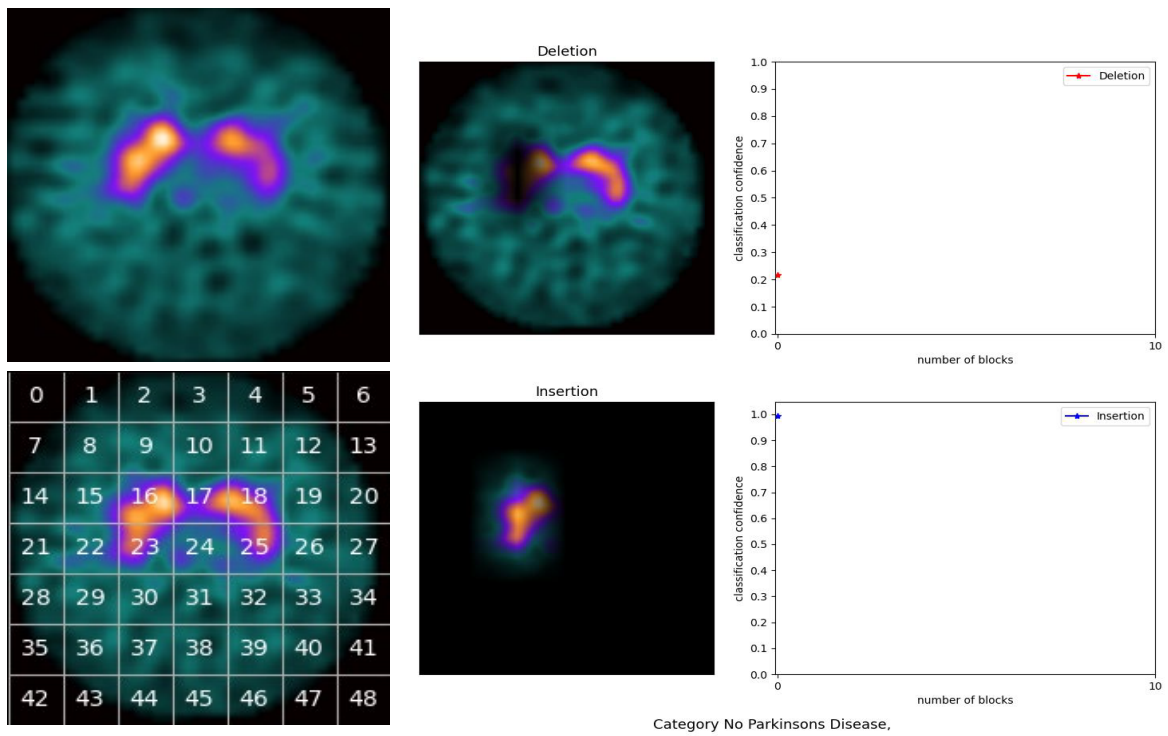 Deletion
Deletion
1.0
0.9
0.8
0.7
0.6
0.5
0.4
0.3
0.2
0.1
0.0
classification confidence
0 10
number of blocks
0 1 2 3 4 5 6
7 8 9 10 11 12 13
14 15 16 17 18 19 20
21 22 23 24 25 26 27
28 29 30 31 32 33 34
35 36 37 38 39 40 41
42 43 44 45 46 47 48
Insertion
Insertion
1.0
0.9
0.8
0.7
0.6
0.5
0.4
0.3
0.2
0.1
0.0
classification confidence
0 10
number of blocks
Category No Parkinsons Disease,